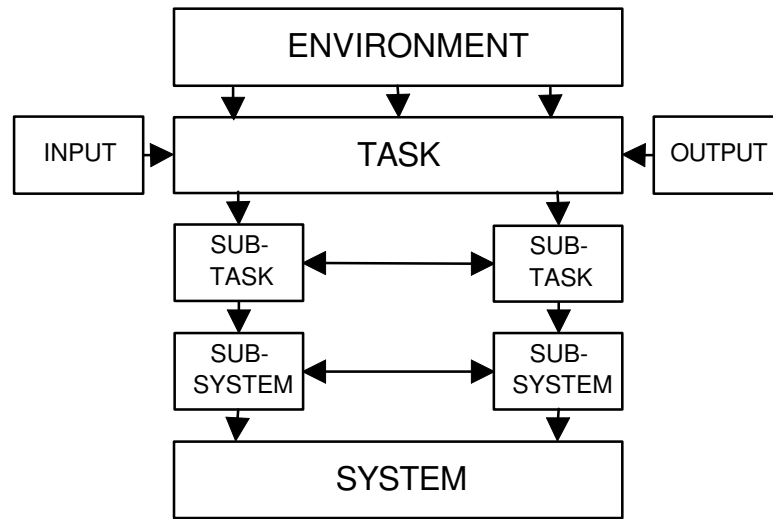 ENVIRONMENT
INPUT
TASK
OUTPUT
SUB-
TASK
SUB-
TASK
SUB-
SYSTEM
SUB-
SYSTEM
SYSTEM